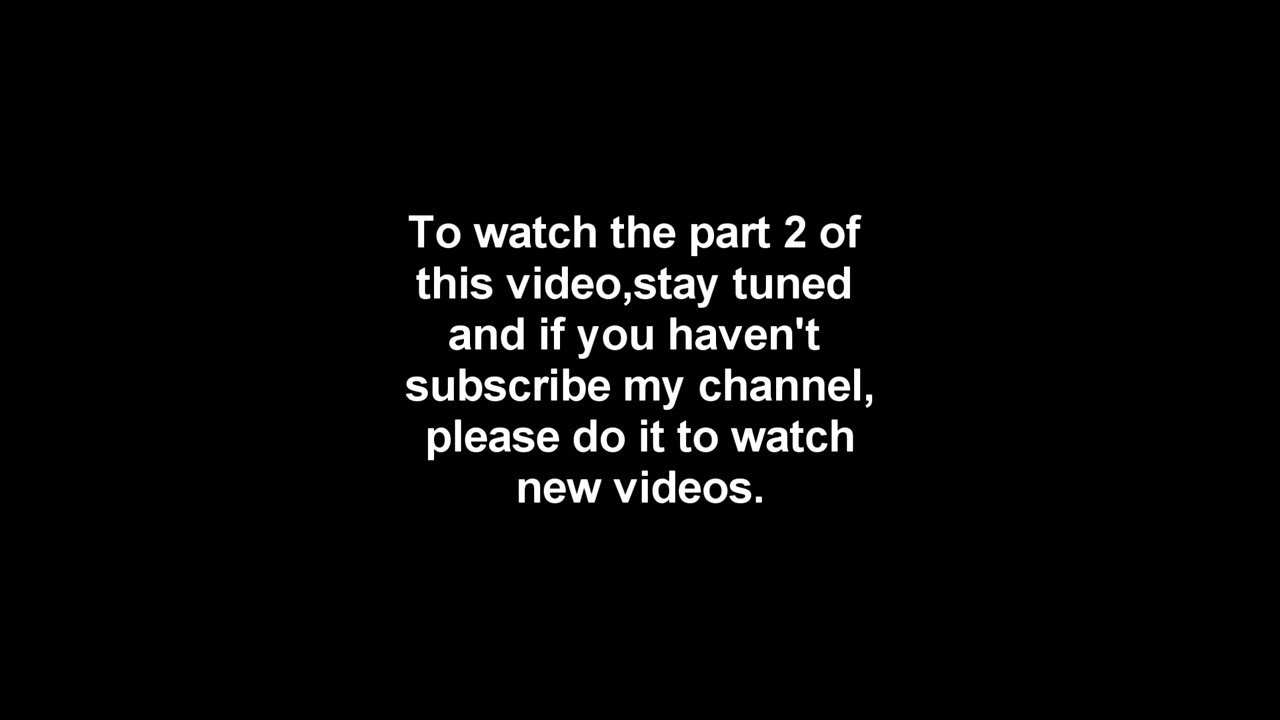 To watch the part 2 of
this video,stay tuned
and if you haven't
subscribe my channel,
please do it to watch
new videos.